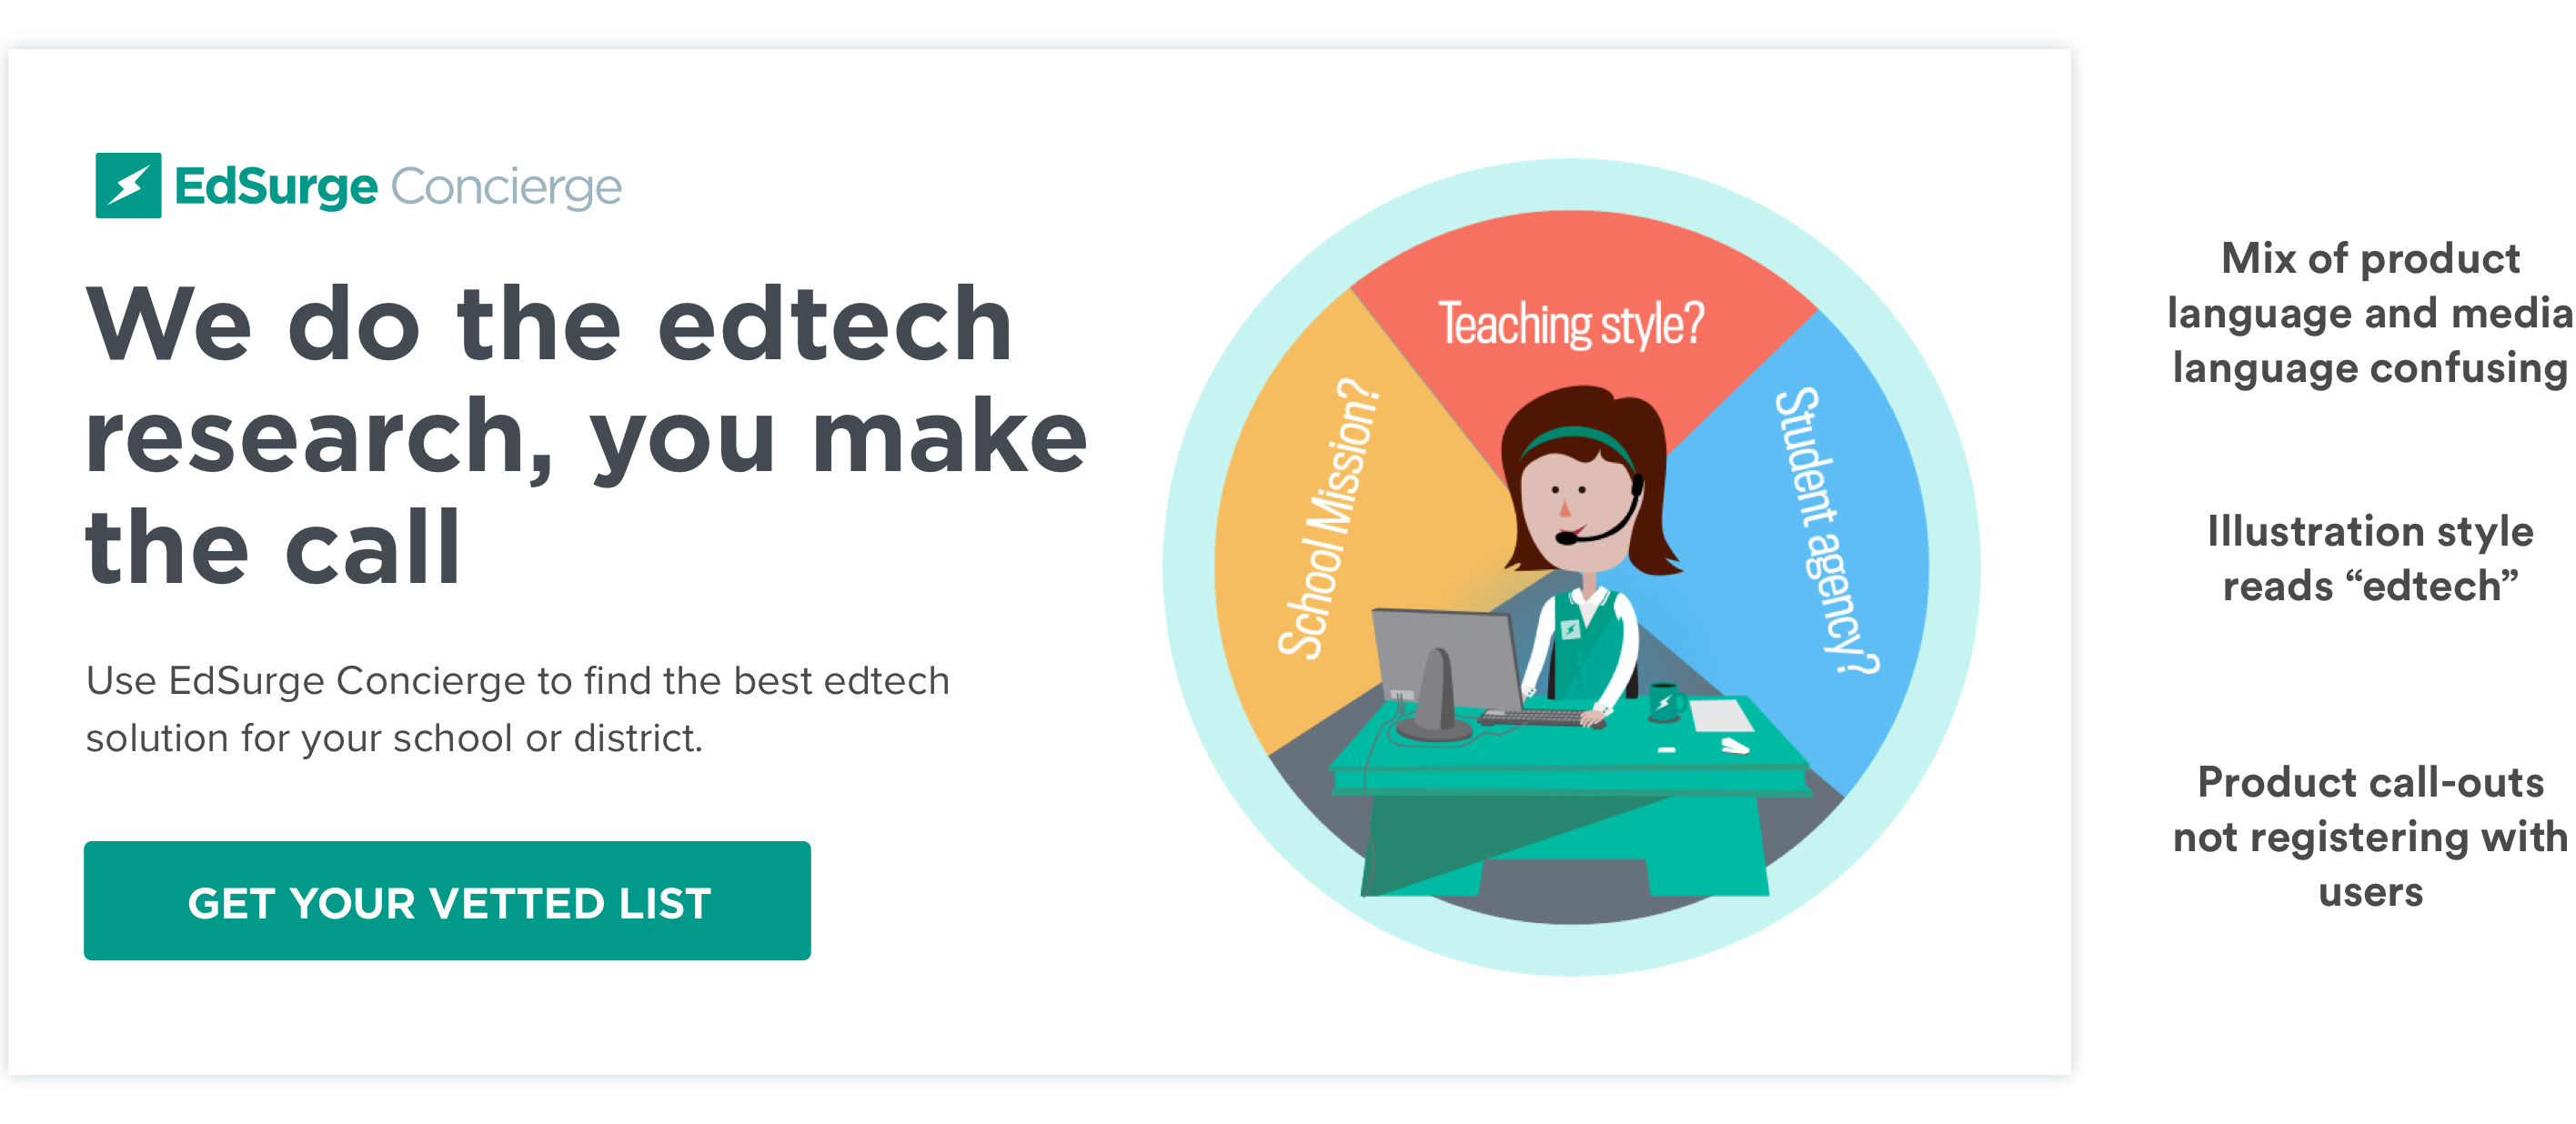 EdSurge Concierge
We do the edtech
research, you make
the call
Use EdSurge Concierge to find the best edtech
solution for your school or district.
GET YOUR VETTED LIST
School Mission?
Teaching style?
Student agency?
Mix of product
language and media
language confusing
Illustration style
reads “edtech”
Product call-outs
not registering with
users